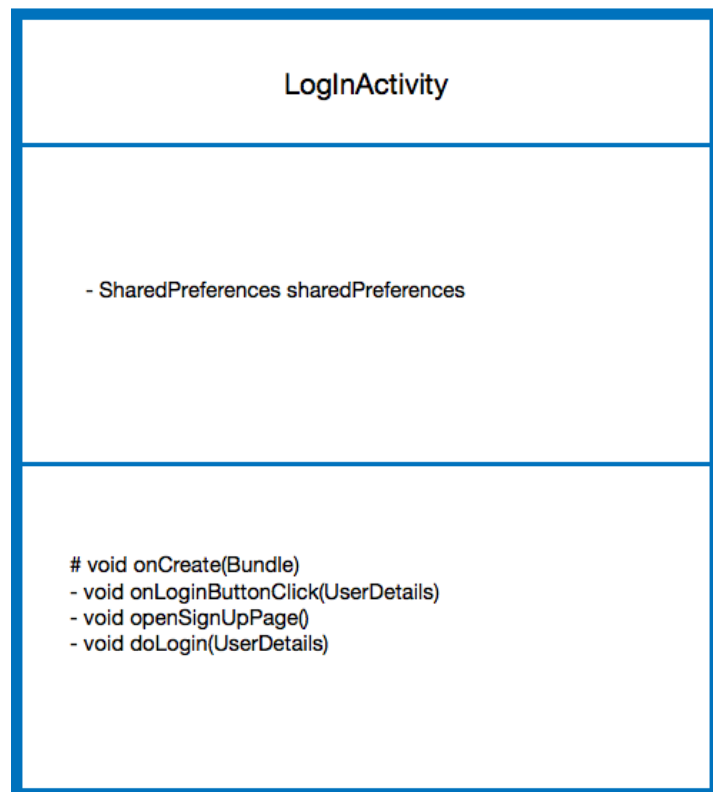 LogInActivity
- SharedPreferences sharedPreferences
# void onCreate(Bundle)
- void onLoginButtonClick(UserDetails)
- void openSignUpPage()
- void doLogin(UserDetails)